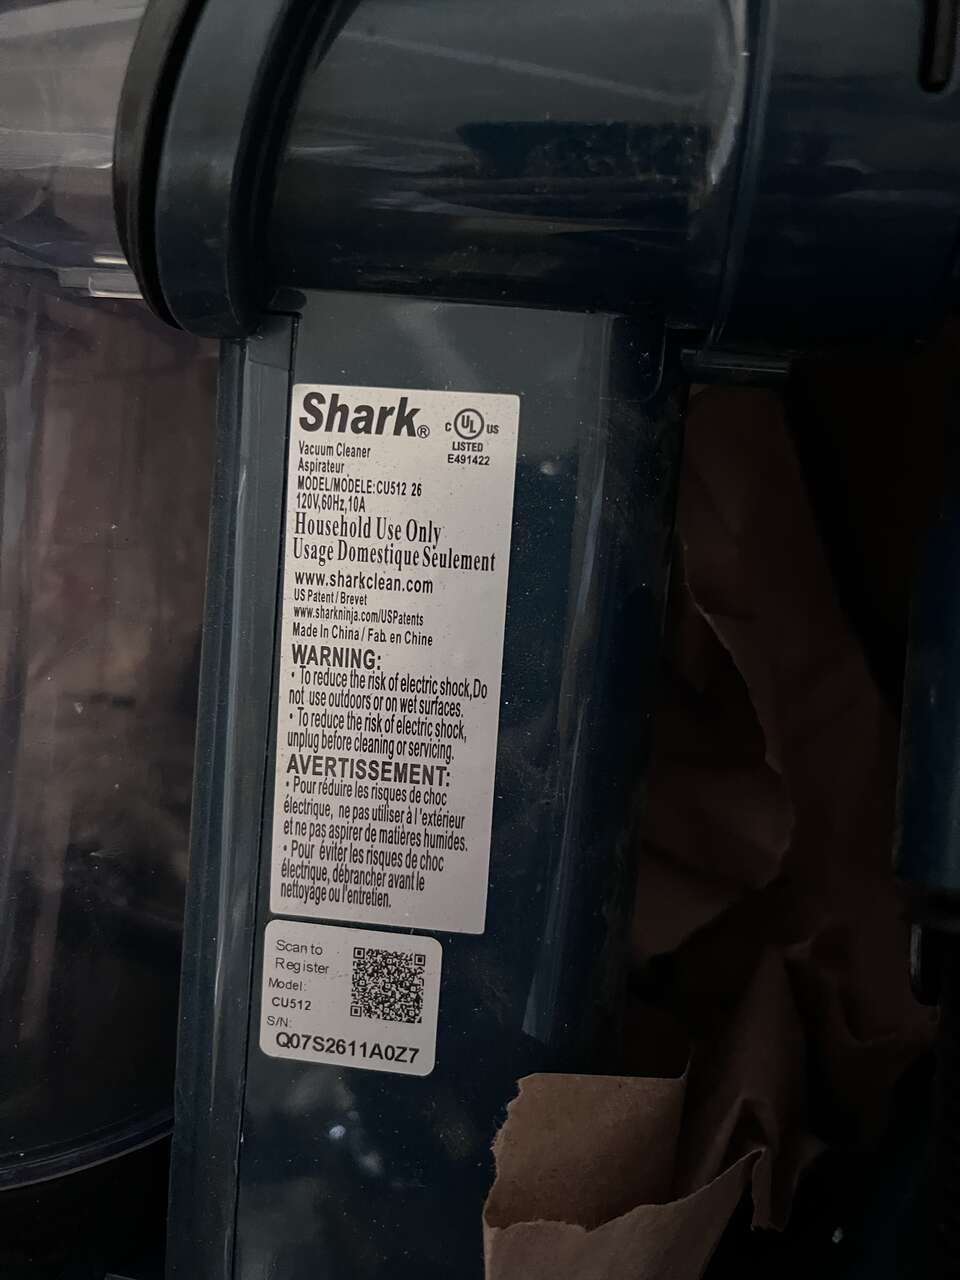 Shark®
C UL US
LISTED
E491422
Vacuum Cleaner
Aspirateur
MODEL/MODELE: CU512 26
120V,60Hz,10A
Household Use Only
Usage Domestique Seulement
www.sharkclean.com
US Patent / Brevet
www.sharkninja.com/USPatents
Made In China / Fab. en Chine
WARNING:
• To reduce the risk of electric shock,Do
not use outdoors or on wet surfaces.
• To reduce the risk of electric shock,
unplug before cleaning or servicing.
AVERTISSEMENT:
• Pour réduire les risques de choc
électrique, ne pas utiliser à l'extérieur
et ne pas aspirer de matières humides.
• Pour éviter les risques de choc
électrique, débrancher avant le
nettoyage ou l'entretien.
Scan to
Register
Model:
CU512
S/N:
Q07S2611A0Z7